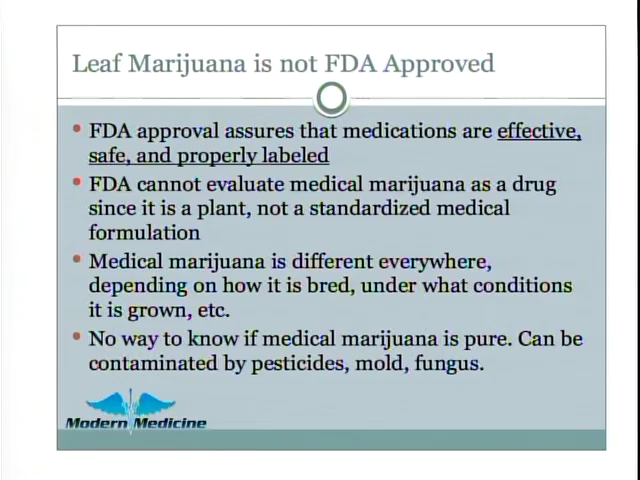 Leaf Marijuana is not FDA Approved
FDA approval assures that medications are effective,
safe, and properly labeled
FDA cannot evaluate medical marijuana as a drug
since it is a plant, not a standardized medical
formulation
Medical marijuana is different everywhere,
depending on how it is bred, under what conditions
it is grown, etc.
No way to know if medical marijuana is pure. Can be
contaminated by pesticides, mold, fungus.
Modern Medicine